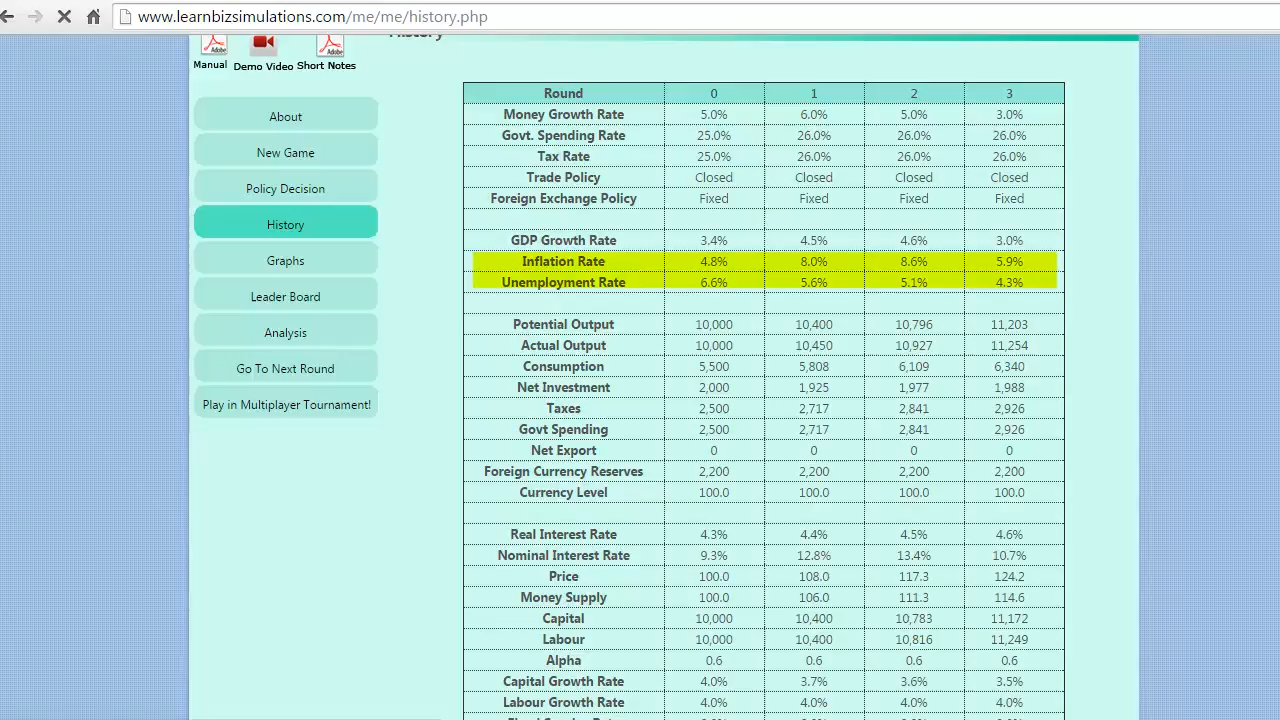 www.learnbizsimulations.com/me/me/history.php
History
Manual Demo Video Short Notes
About
New Game
Policy Decision
History
Graphs
Leader Board
Analysis
Go To Next Round
Play in Multiplayer Tournament!
Round 0 1 2 3
Money Growth Rate 5.0% 6.0% 5.0% 3.0%
Govt. Spending Rate 25.0% 26.0% 26.0% 26.0%
Tax Rate 25.0% 26.0% 26.0% 26.0%
Trade Policy Closed Closed Closed Closed
Foreign Exchange Policy Fixed Fixed Fixed Fixed
GDP Growth Rate 3.4% 4.5% 4.6% 3.0%
Inflation Rate 4.8% 8.0% 8.6% 5.9%
Unemployment Rate 6.6% 5.6% 5.1% 4.3%
Potential Output 10,000 10,400 10,796 11,203
Actual Output 10,000 10,450 10,927 11,254
Consumption 5,500 5,808 6,109 6,340
Net Investment 2,000 1,925 1,977 1,988
Taxes 2,500 2,717 2,841 2,926
Govt Spending 2,500 2,717 2,841 2,926
Net Export 0 0 0 0
Foreign Currency Reserves 2,200 2,200 2,200 2,200
Currency Level 100.0 100.0 100.0 100.0
Real Interest Rate 4.3% 4.4% 4.5% 4.6%
Nominal Interest Rate 9.3% 12.8% 13.4% 10.7%
Price 100.0 108.0 117.3 124.2
Money Supply 100.0 106.0 111.3 114.6
Capital 10,000 10,400 10,783 11,172
Labour 10,000 10,400 10,816 11,249
Alpha 0.6 0.6 0.6 0.6
Capital Growth Rate 4.0% 3.7% 3.6% 3.5%
Labour Growth Rate 4.0% 4.0% 4.0% 4.0%